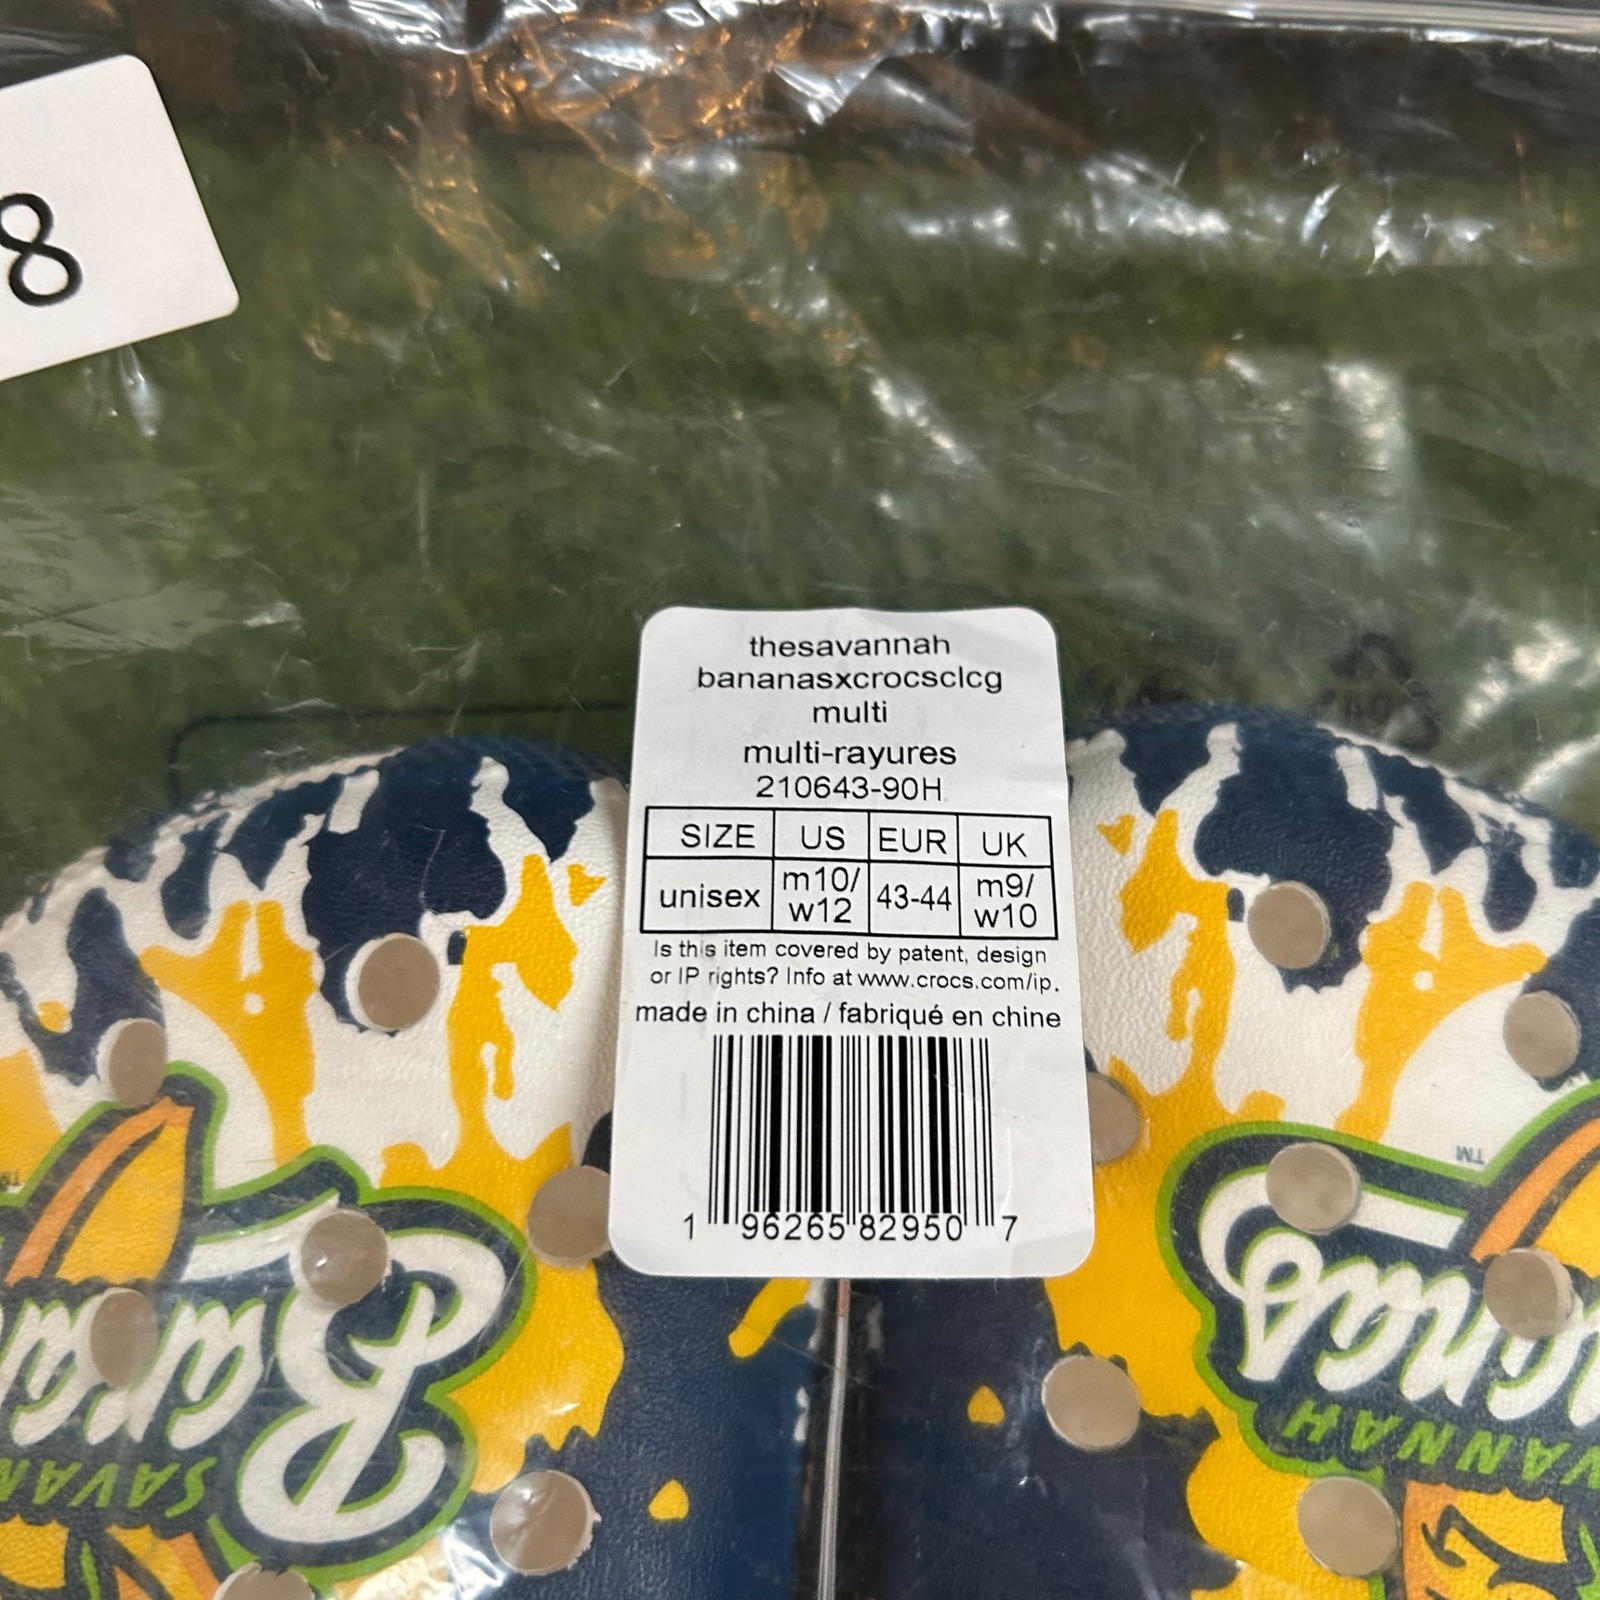 8
thesavannah
bananasxcrocsclcg
multi
multi-rayures
210643-90H
SIZE US EUR UK
unisex m10/ w12 43-44 m9/ w10
Is this item covered by patent, design
or IP rights? Info at www.crocs.com/ip.
made in china / fabriqué en chine
1 96265 82950 7
TM
TM